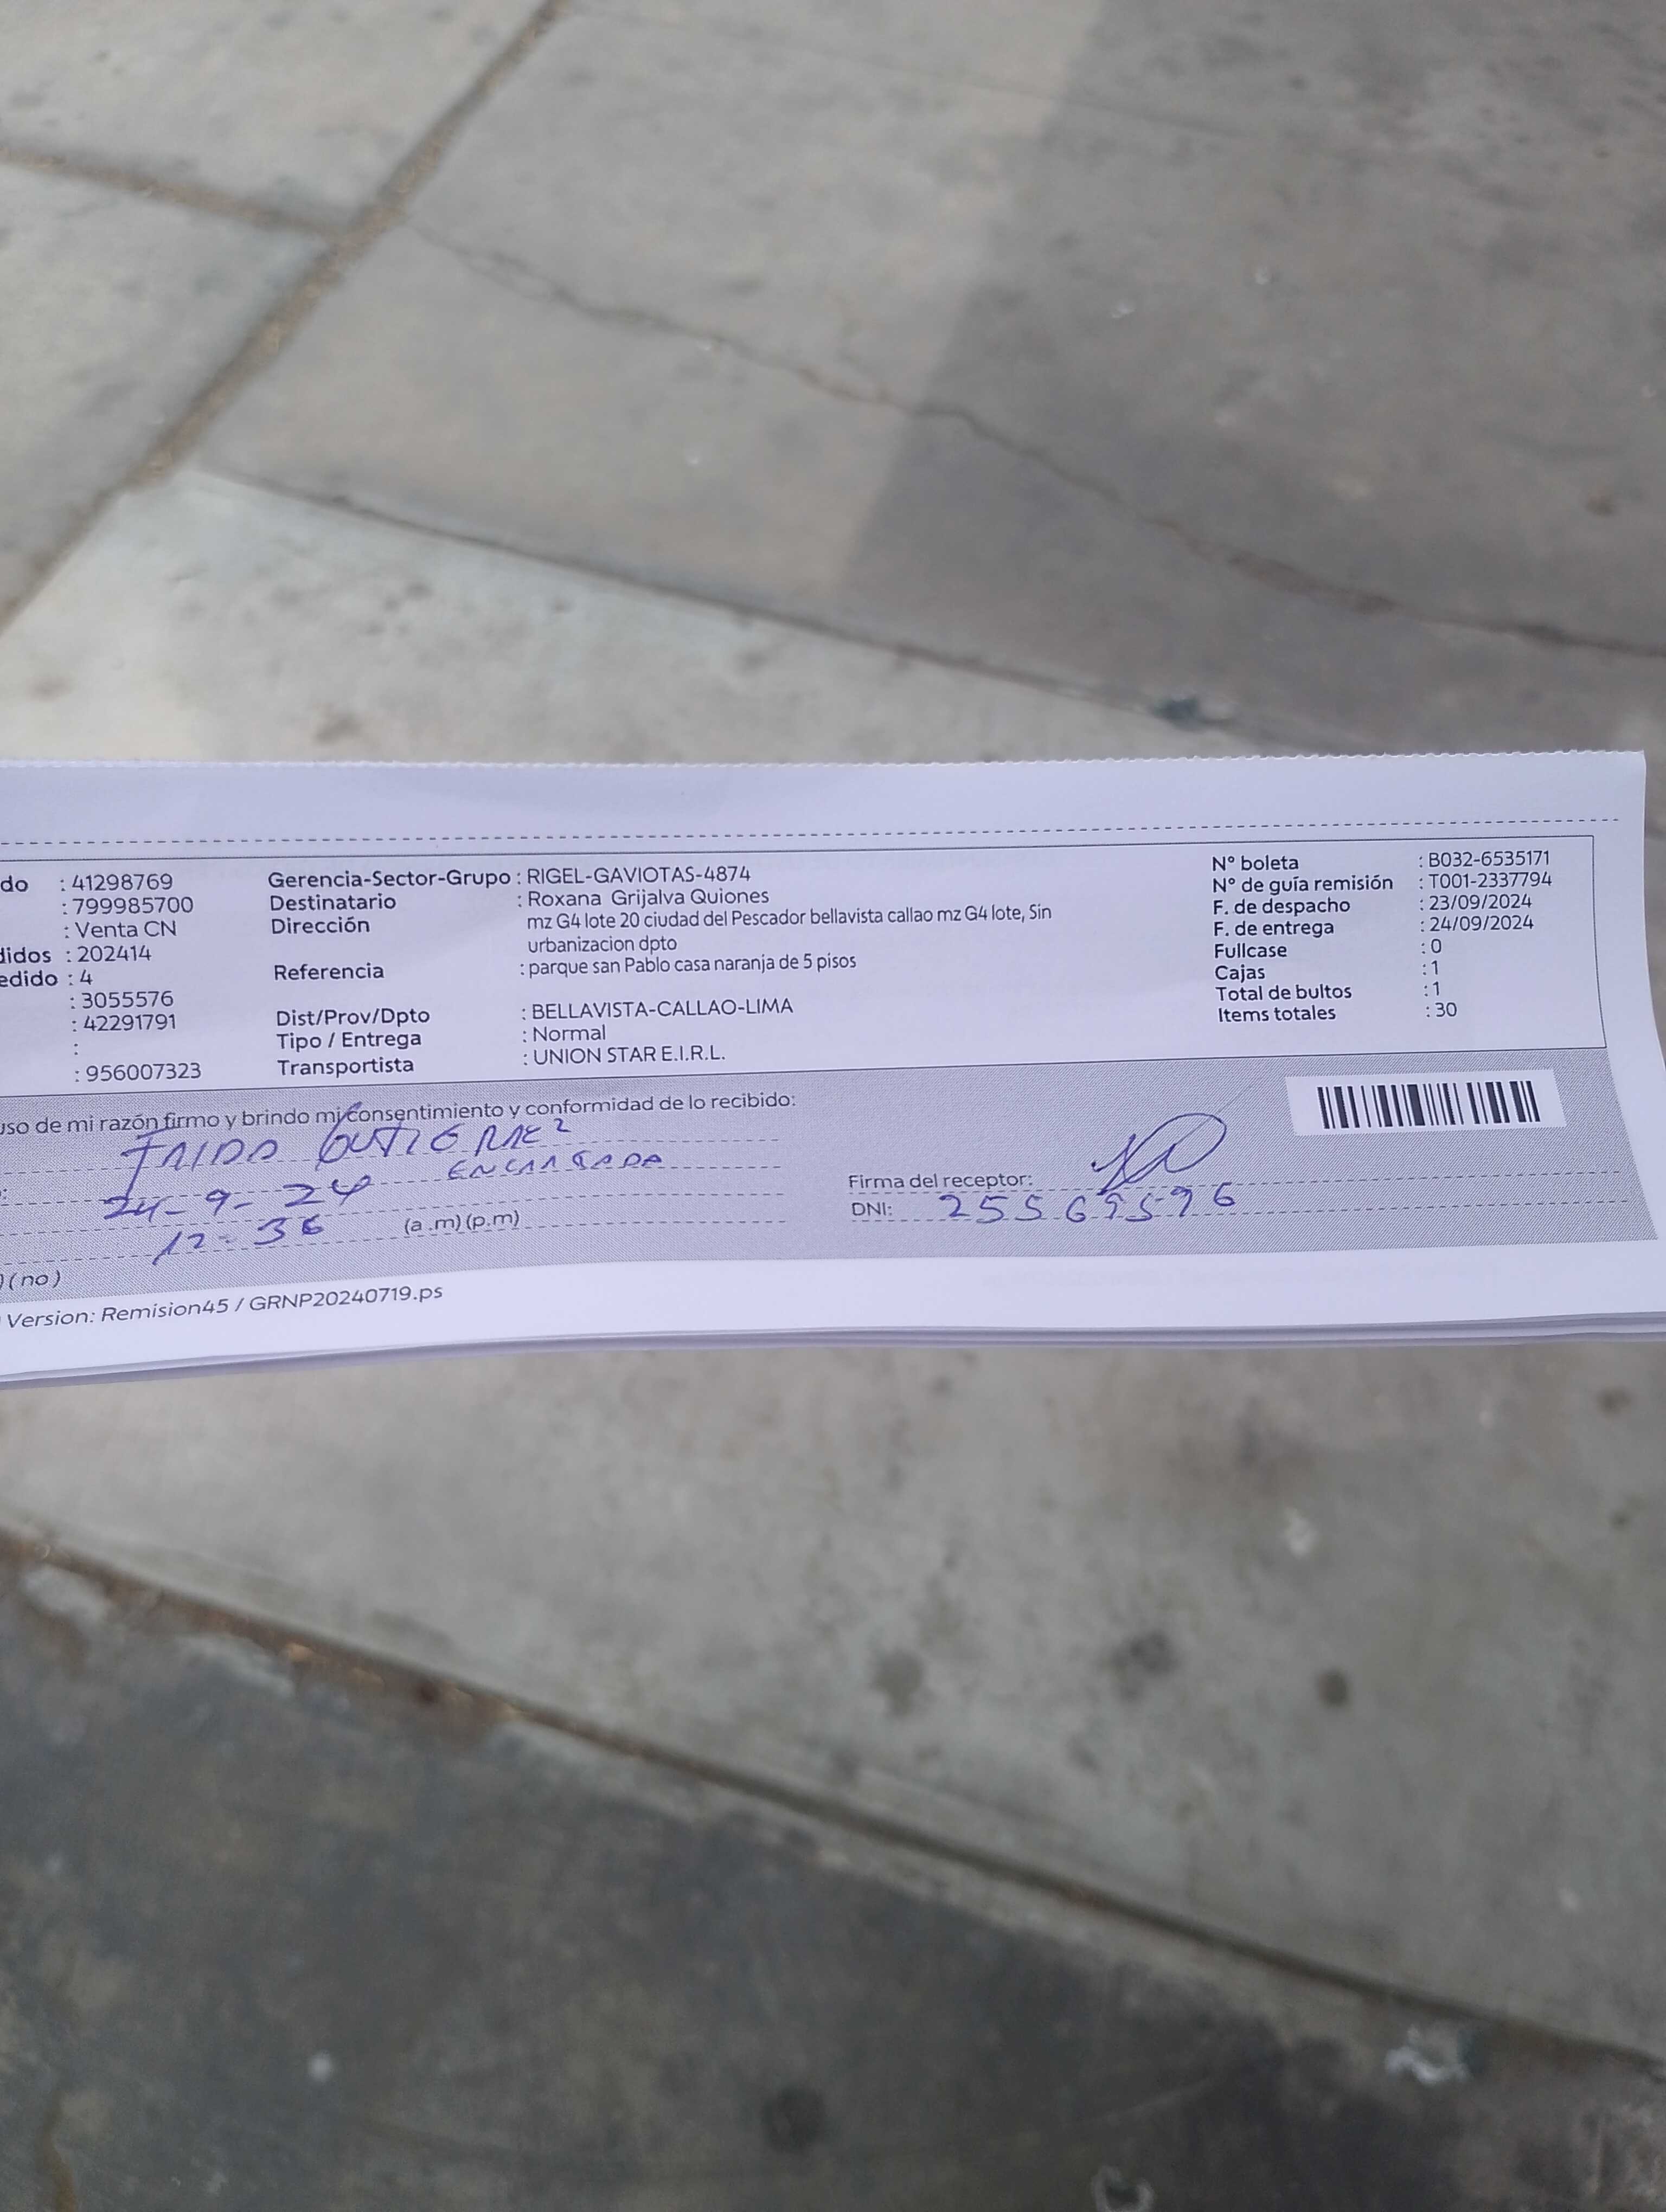 do : 41298769
: 799985700
: Venta CN
didos : 202414
edido : 4
: 3055576
: 42291791
:
: 956007323
Gerencia-Sector-Grupo : RIGEL-GAVIOTAS-4874
Destinatario : Roxana Grijalva Quiones
Dirección mz G4 lote 20 ciudad del Pescador bellavista callao mz G4 lote, Sin
urbanizacion dpto
Referencia : parque san Pablo casa naranja de 5 pisos
Dist/Prov/Dpto : BELLAVISTA-CALLAO-LIMA
Tipo / Entrega : Normal
Transportista : UNION STAR E.I.R.L.
N° boleta : B032-6535171
N° de guía remisión : T001-2337794
F. de despacho : 23/09/2024
F. de entrega : 24/09/2024
Fullcase : 0
Cajas : 1
Total de bultos : 1
Items totales : 30
uso de mi razón firmo y brindo mi consentimiento y conformidad de lo recibido:
GUTIERREZ
ENCARGADA
24-9-24
12:36 (a .m) (p.m)
Firma del receptor:
DNI:
) ( no )
Version: Remision45 / GRNP20240719.ps